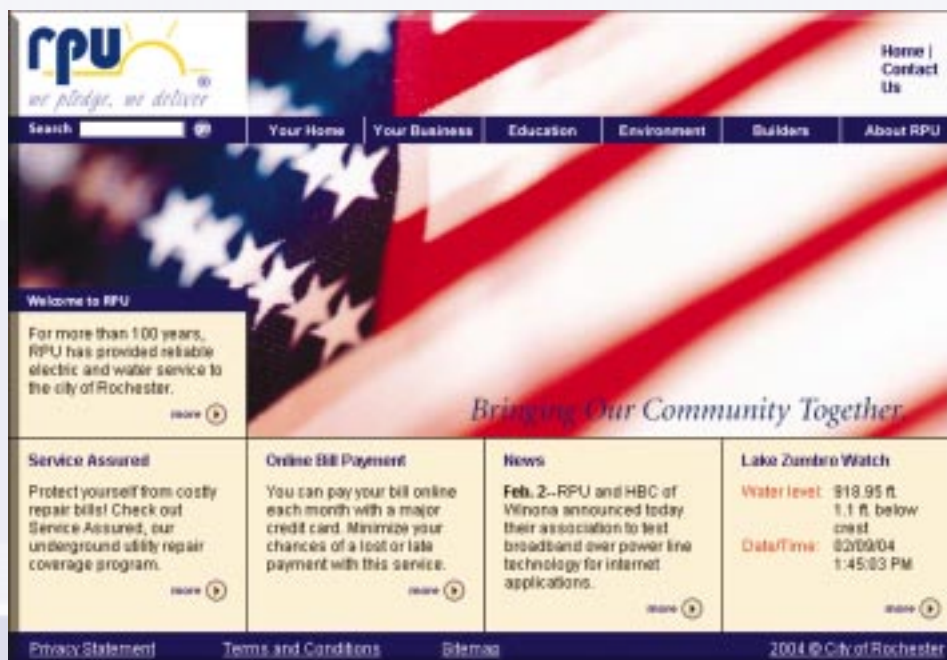 rpu
®
we pledge, we deliver
Home |
Contact
Us
Search go
Your Home Your Business Education Environment Builders About RPU
Welcome to RPU
For more than 100 years,
RPU has provided reliable
electric and water service to
the city of Rochester.
more
Bringing Our Community Together.
Service Assured
Protect yourself from costly
repair bills! Check out
Service Assured, our
underground utility repair
coverage program.
more
Online Bill Payment
You can pay your bill online
each month with a major
credit card. Minimize your
chances of a lost or late
payment with this service.
more
News
Feb. 2--RPU and HBC of
Winona announced today
their association to test
broadband over power line
technology for internet
applications.
more
Lake Zumbro Watch
Water level: 918.95 ft.
1.1 ft. below
crest
Date/Time: 02/09/04
1:45:03 PM
more
Privacy Statement Terms and Conditions Sitemap 2004 © City of Rochester